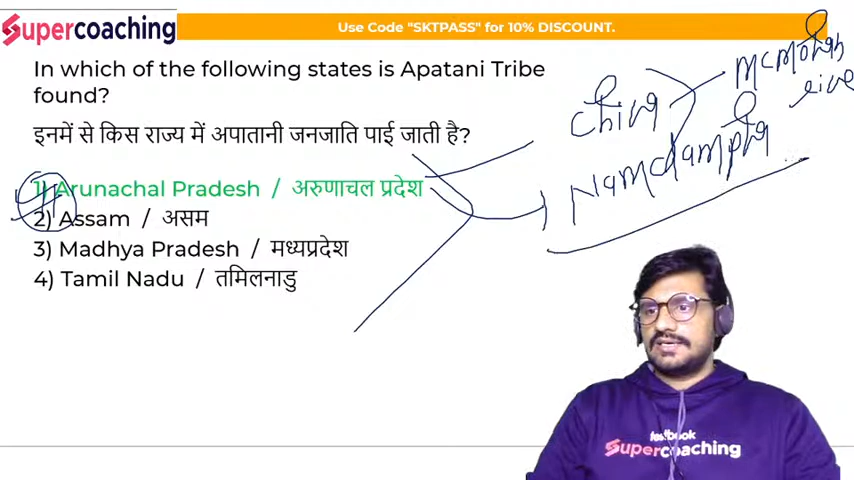 Supercoaching
Use Code "SKTPASS" for 10% DISCOUNT.
In which of the following states is Apatani Tribe
found?
इनमें से किस राज्य में अपातानी जनजाति पाई जाती है?
1) Arunachal Pradesh / अरुणाचल प्रदेश
2) Assam / असम
3) Madhya Pradesh / मध्यप्रदेश
4) Tamil Nadu / तमिलनाडु
McMohan
China
Namdampha
testbook
Supercoaching